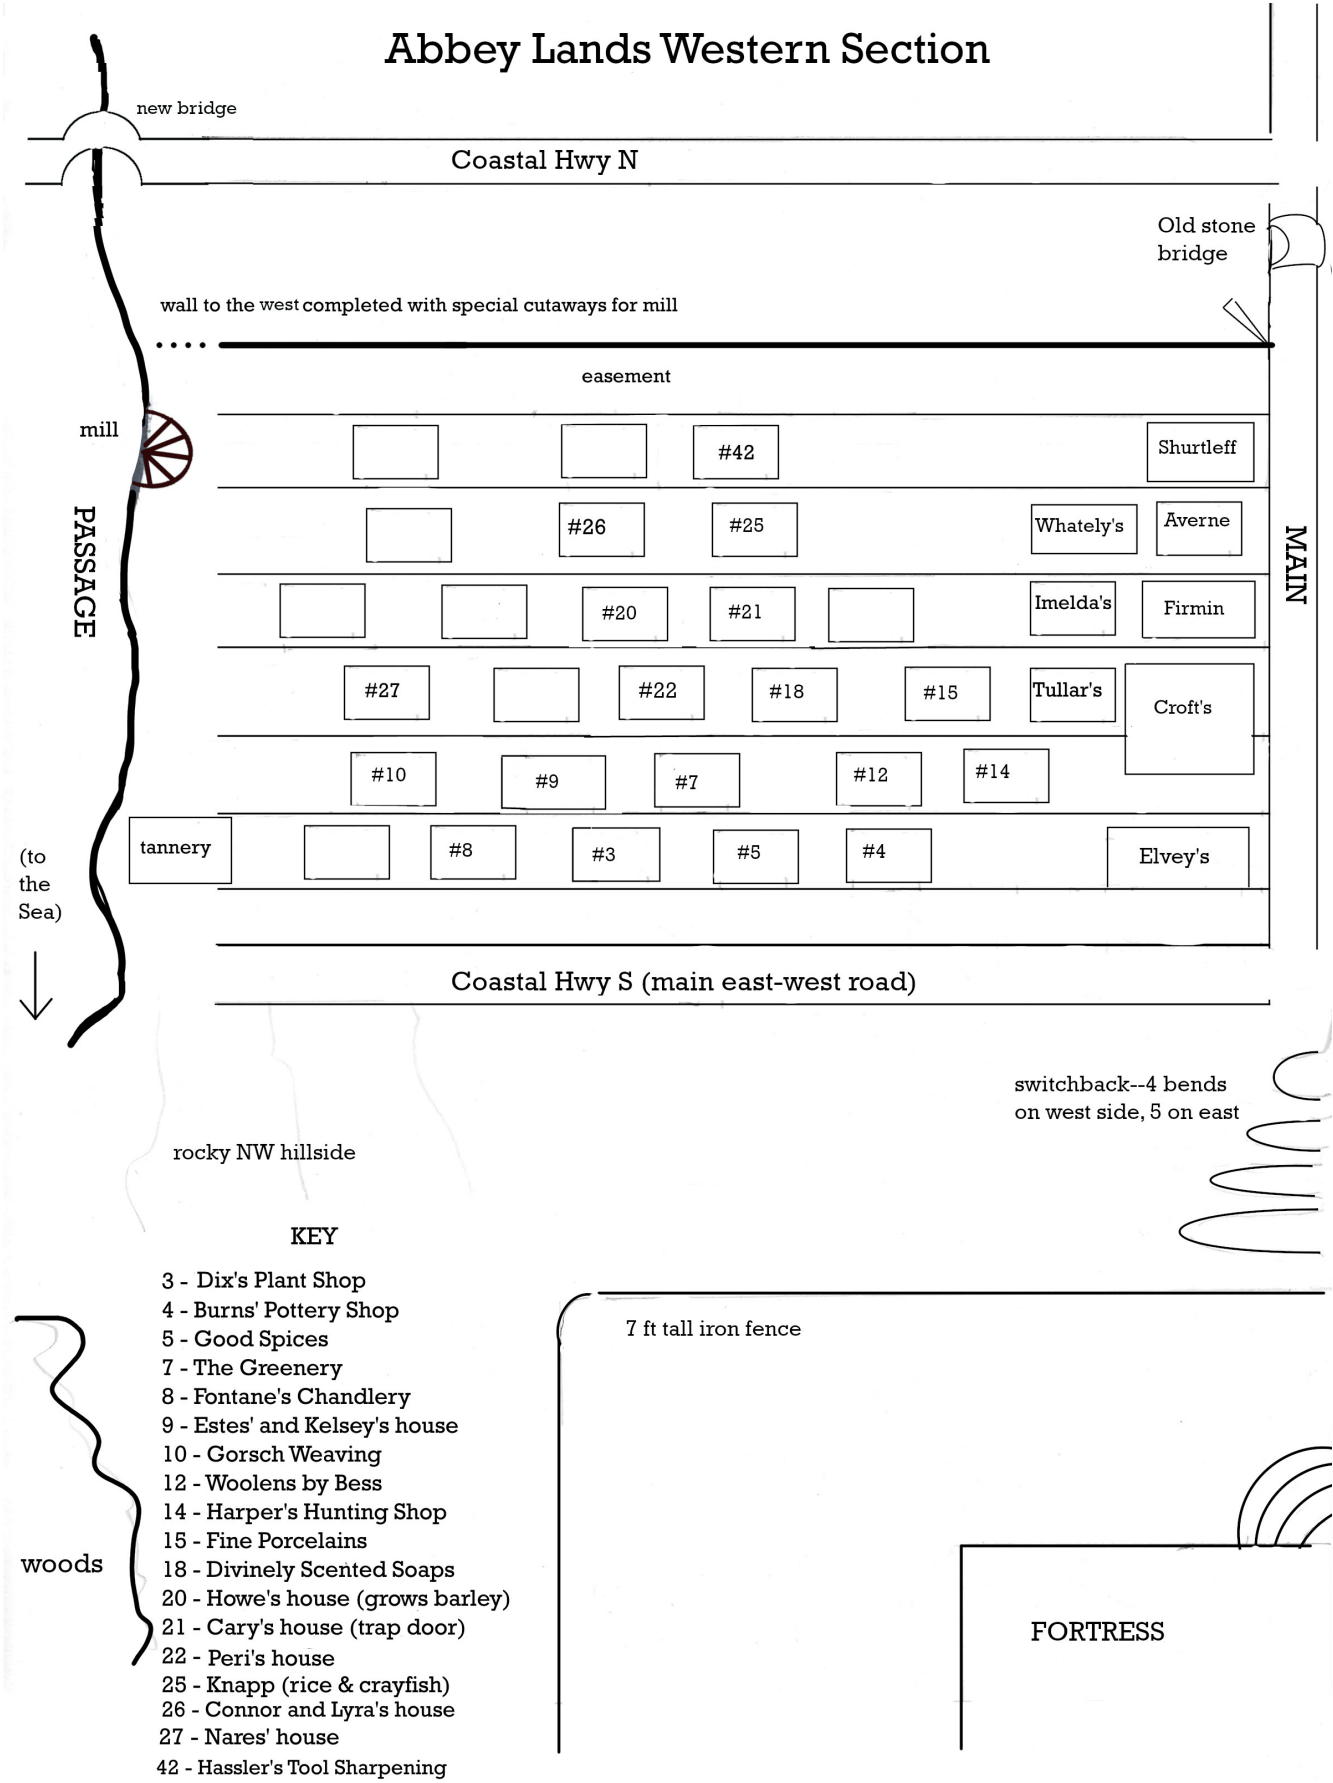 Abbey Lands Western Section
new bridge
Coastal Hwy N
Old stone
bridge
wall to the west completed with special cutaways for mill
easement
mill
#42
Shurtleff
PASSAGE
#26
#25
Whately's
Averne
MAIN
#20
#21
Imelda's
Firmin
#27
#22
#18
#15
Tullar's
Croft's
#10
#9
#7
#12
#14
tannery
#8
#3
#5
#4
Elvey's
(to
the
Sea)
Coastal Hwy S (main east-west road)
switchback--4 bends
on west side, 5 on east
rocky NW hillside
KEY
3 - Dix's Plant Shop
4 - Burns' Pottery Shop
5 - Good Spices
7 - The Greenery
8 - Fontane's Chandlery
9 - Estes' and Kelsey's house
10 - Gorsch Weaving
12 - Woolens by Bess
14 - Harper's Hunting Shop
15 - Fine Porcelains
18 - Divinely Scented Soaps
20 - Howe's house (grows barley)
21 - Cary's house (trap door)
22 - Peri's house
25 - Knapp (rice & crayfish)
26 - Connor and Lyra's house
27 - Nares' house
42 - Hassler's Tool Sharpening
7 ft tall iron fence
woods
FORTRESS